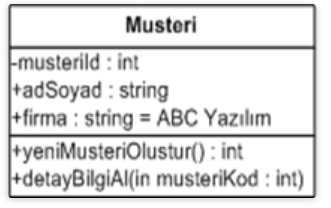 Musteri
-musteriId : int
+adSoyad : string
+firma : string = ABC Yazılım
+yeniMusteriOlustur() : int
+detayBilgiAl(in musteriKod : int)